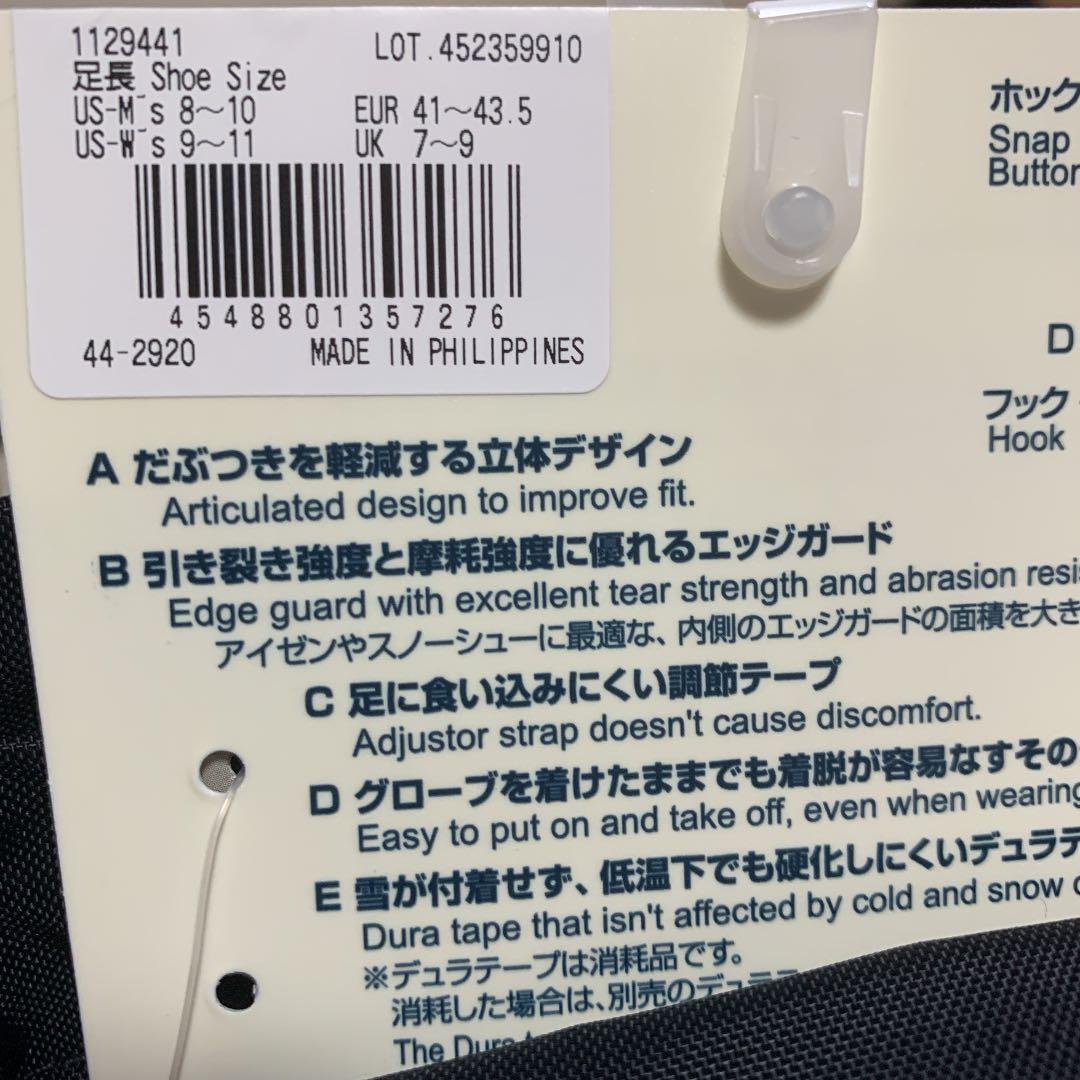 1129441
LOT.452359910
足長 Shoe Size
US-M's 8～10 EUR 41～43.5
US-W's 9～11 UK 7～9
4548801357276
44-2920 MADE IN PHILIPPINES
ホック
Snap
Button
D
フック
Hook
A だぶつきを軽減する立体デザイン
Articulated design to improve fit.
B 引き裂き強度と摩耗強度に優れるエッジガード
Edge guard with excellent tear strength and abrasion resis
アイゼンやスノーシューに最適な、内側のエッジガードの面積を大き
C 足に食い込みにくい調節テープ
Adjustor strap doesn't cause discomfort.
D グローブを着けたままでも着脱が容易なすその
Easy to put on and take off, even when wearing
E 雪が付着せず、低温下でも硬化しにくいデュラテ
Dura tape that isn't affected by cold and snow
※デュラテープは消耗品です。
消耗した場合は、別売のデュラ
The Dura